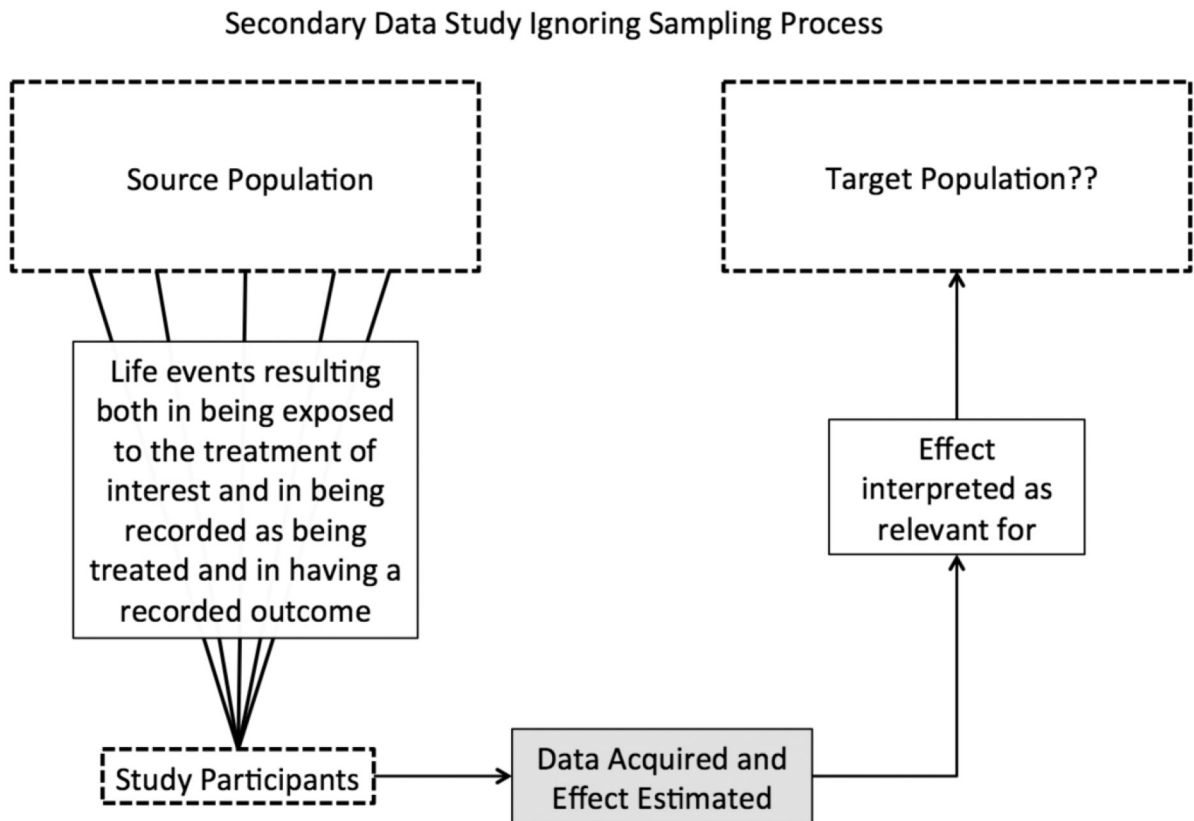 Secondary Data Study Ignoring Sampling Process
Source Population
Target Population??
Life events resulting
both in being exposed
to the treatment of
interest and in being
recorded as being
treated and in having a
recorded outcome
Effect
interpreted as
relevant for
Study Participants
Data Acquired and
Effect Estimated